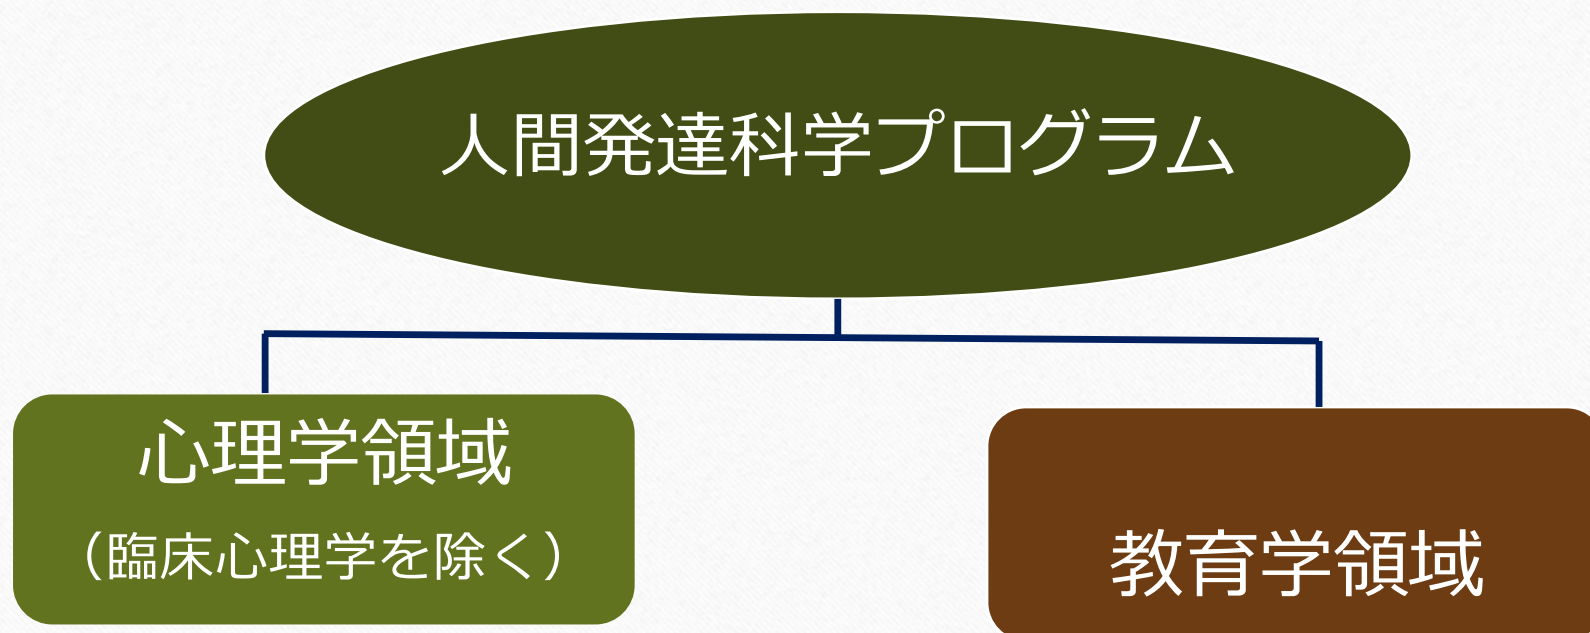 人間発達科学プログラム
心理学領域
（臨床心理学を除く）
教育学領域